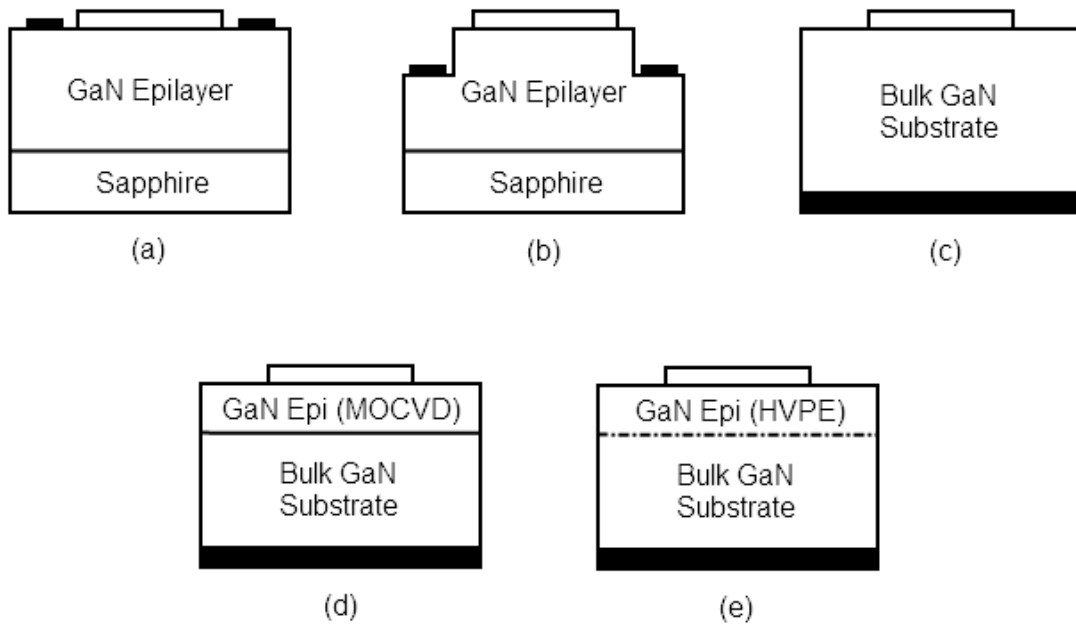 GaN Epilayer
Sapphire
(a)
GaN Epilayer
Sapphire
(b)
Bulk GaN
Substrate
(c)
GaN Epi (MOCVD)
Bulk GaN
Substrate
(d)
GaN Epi (HVPE)
Bulk GaN
Substrate
(e)